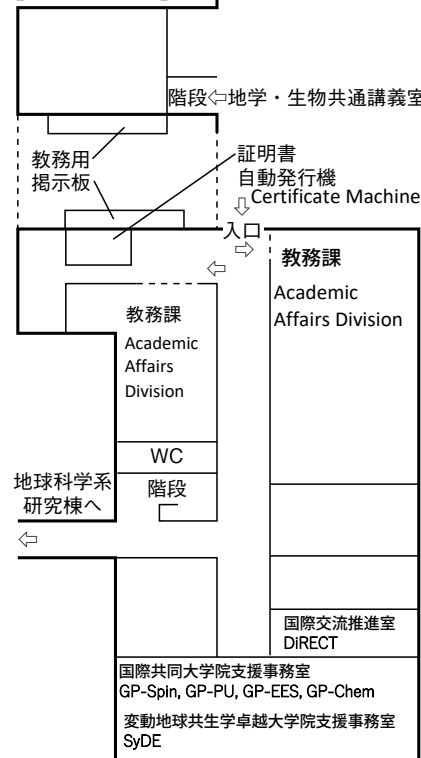 階段⇦地学・生物共通講義室
教務用
掲示板
証明書
自動発行機
Certificate Machine
入口
教務課
Academic
Affairs Division
教務課
Academic
Affairs
Division
WC
階段
地球科学系
研究棟へ
国際交流推進室
DiRECT
国際共同大学院支援事務室
GP-Spin, GP-PU, GP-EES, GP-Chem
変動地球共生学卓越大学院支援事務室
SyDE